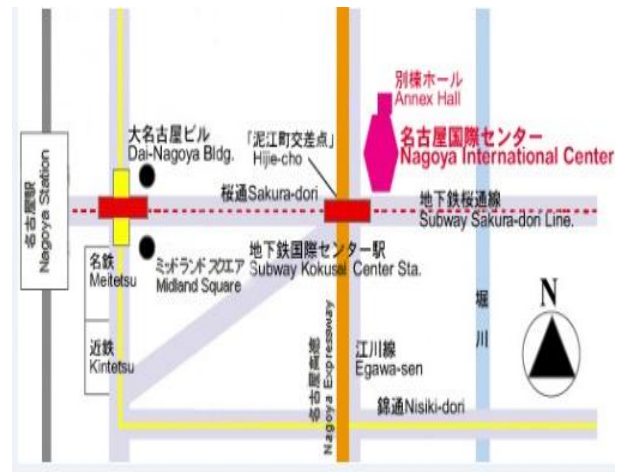 別棟ホール
Annex Hall
名古屋国際センター
Nagoya International Center
大名古屋ビル
Dai-Nagoya Bldg.
「泥江町交差点」
Hijie-cho
名古屋駅
Nagoya Station
桜通Sakura-dori
地下鉄桜通線
Subway Sakura-dori Line.
名鉄
Meitetsu
ミッドランド スクエア
Midland Square
地下鉄国際センター駅
Subway Kokusai Center Sta.
堀川
N
近鉄
Kintetsu
名古屋高速
Nagoya Expressway
江川線
Egawa-sen
錦通Nisiki-dori